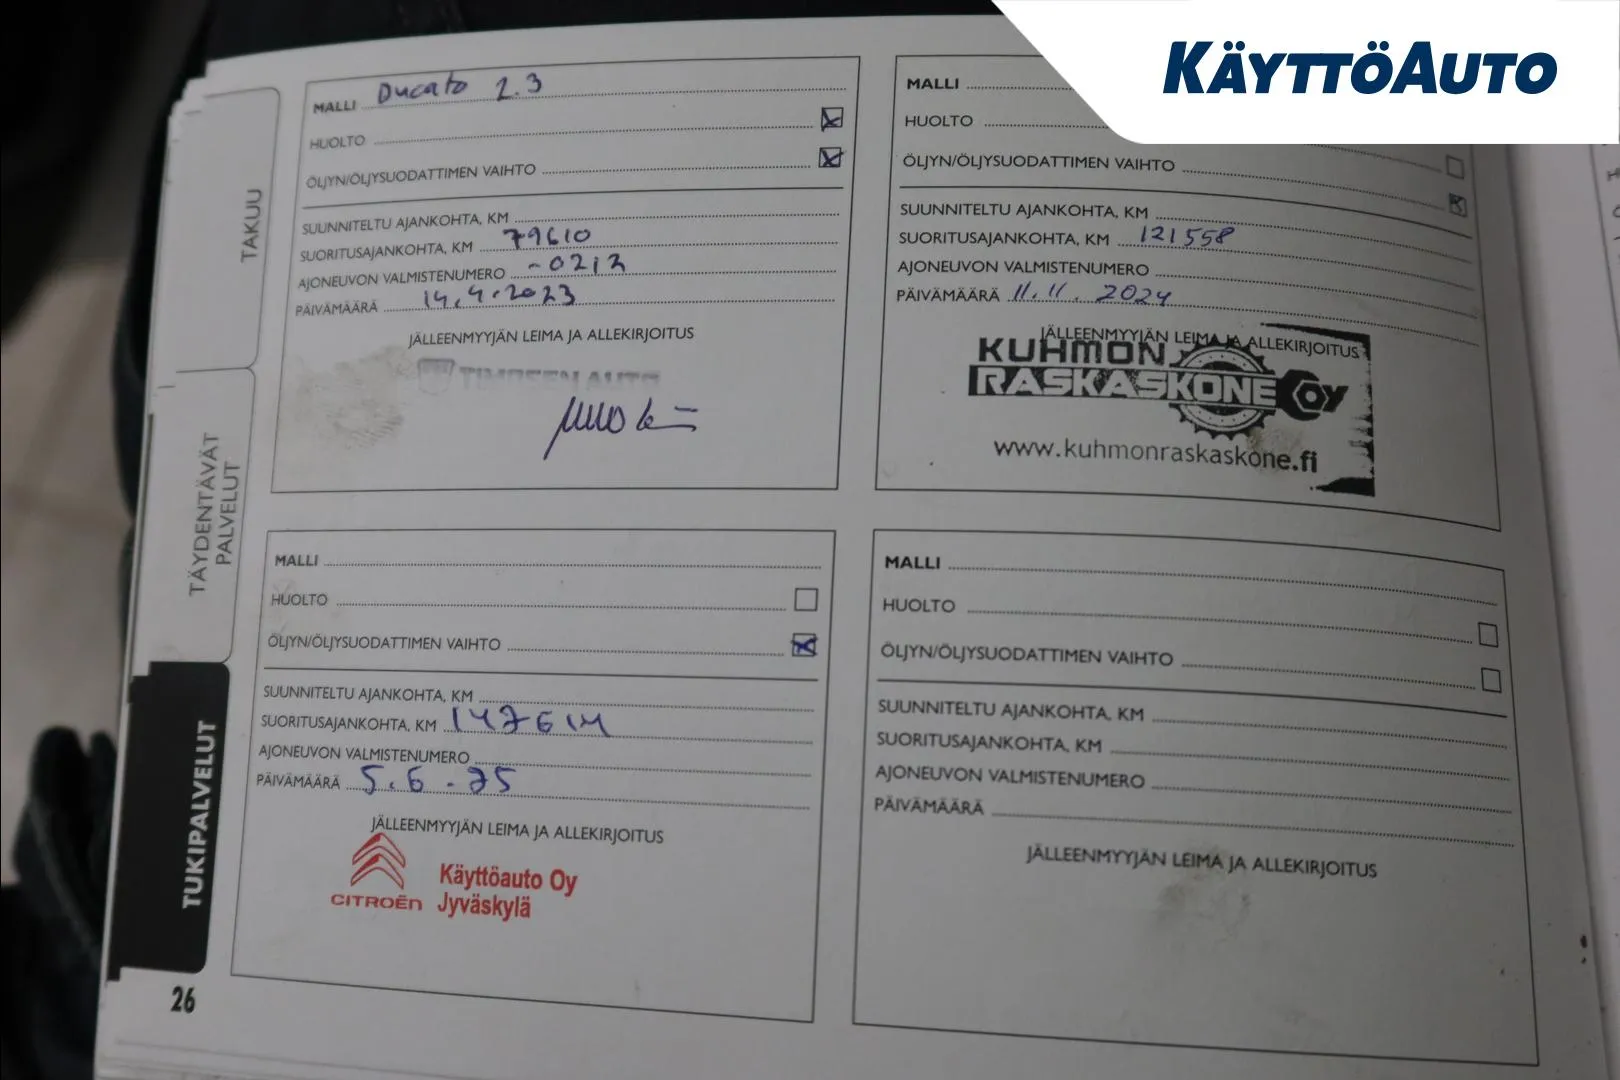 KÄYTTÖAUTO
TAKUU
TÄYDENTÄVÄT
PALVELUT
TUKIPALVELUT
26
MALLI Ducato 2.3
HUOLTO
ÖLJYN/ÖLJYSUODATTIMEN VAIHTO
SUUNNITELTU AJANKOHTA, KM
SUORITUSAJANKOHTA, KM 79610
AJONEUVON VALMISTENUMERO -0212
PÄIVÄMÄÄRÄ 14.4.2023
JÄLLEENMYYJÄN LEIMA JA ALLEKIRJOITUS
TIMOSEN AUTO
MALLI
HUOLTO
ÖLJYN/ÖLJYSUODATTIMEN VAIHTO
SUUNNITELTU AJANKOHTA, KM
SUORITUSAJANKOHTA, KM 121558
AJONEUVON VALMISTENUMERO
PÄIVÄMÄÄRÄ 11.11.2024
JÄLLEENMYYJÄN LEIMA JA ALLEKIRJOITUS
KUHMON
RASKASKONE OY
www.kuhmonraskaskone.fi
MALLI
HUOLTO
ÖLJYN/ÖLJYSUODATTIMEN VAIHTO
SUUNNITELTU AJANKOHTA, KM
SUORITUSAJANKOHTA, KM 147614
AJONEUVON VALMISTENUMERO
PÄIVÄMÄÄRÄ 5.6.-25
JÄLLEENMYYJÄN LEIMA JA ALLEKIRJOITUS
CITROËN
Käyttöauto Oy
Jyväskylä
MALLI
HUOLTO
ÖLJYN/ÖLJYSUODATTIMEN VAIHTO
SUUNNITELTU AJANKOHTA, KM
SUORITUSAJANKOHTA, KM
AJONEUVON VALMISTENUMERO
PÄIVÄMÄÄRÄ
JÄLLEENMYYJÄN LEIMA JA ALLEKIRJOITUS